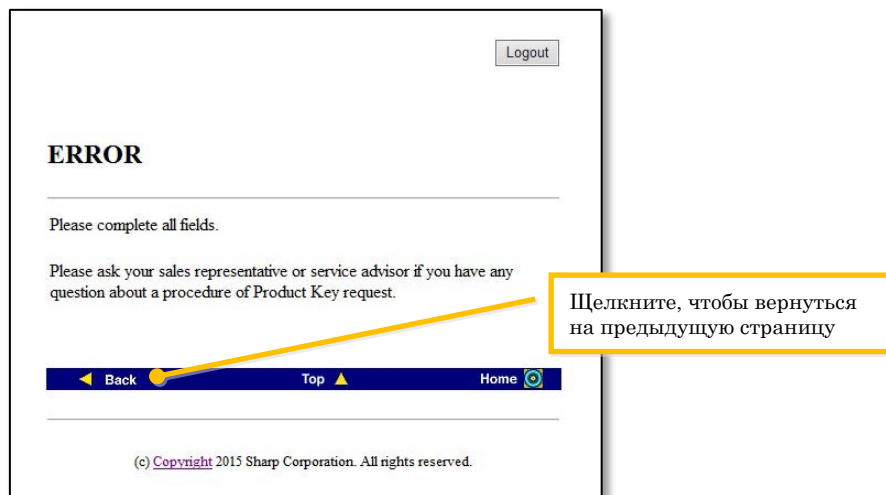 Logout
ERROR
Please complete all fields.
Please ask your sales representative or service advisor if you have any
question about a procedure of Product Key request.
Щелкните, чтобы вернуться
на предыдущую страницу
Back Top Home
(c) Copyright 2015 Sharp Corporation. All rights reserved.